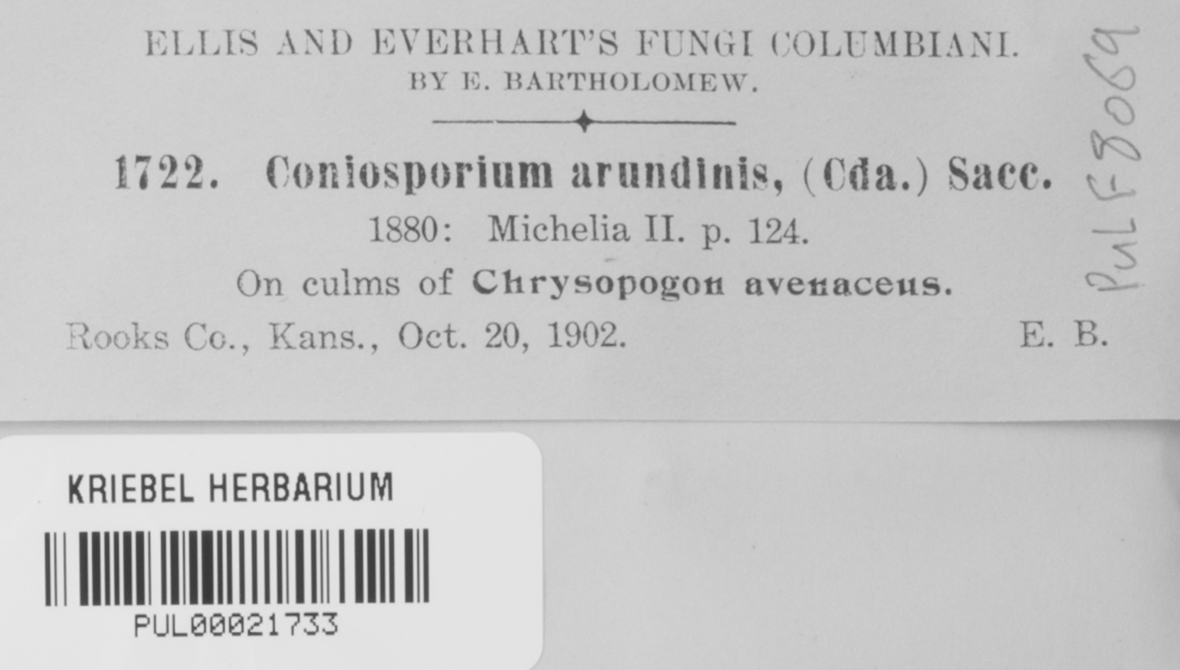 ELLIS AND EVERHART'S FUNGI COLUMBIANI.
BY E. BARTHOLOMEW.
1722. Coniosporium arundinis, (Cda.) Sacc.
1880: Michelia II. p. 124.
On culms of Chrysopogon avenaceus.
Rooks Co., Kans., Oct. 20, 1902. E. B.
PUL F8069
KRIEBEL HERBARIUM
PUL00021733